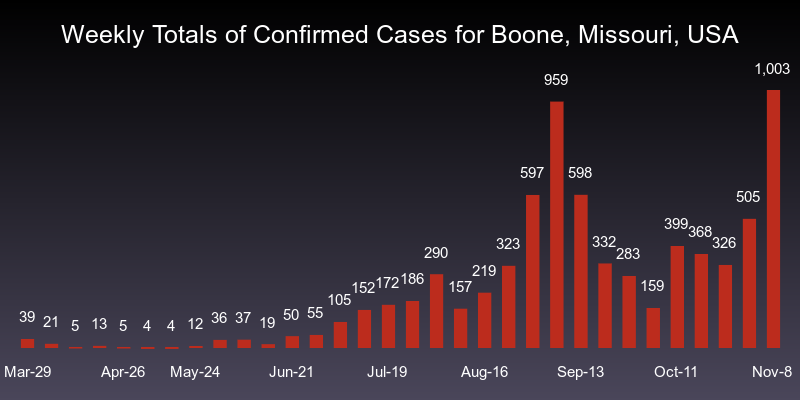 Weekly Totals of Confirmed Cases for Boone, Missouri, USA
39 21 5 13 5 4 4 12 36 37 19 50 55 105 152 172 186 290 157 219 323 597 959 598 332 283 159 399 368 326 505 1,003
Mar-29 Apr-26 May-24 Jun-21 Jul-19 Aug-16 Sep-13 Oct-11 Nov-8